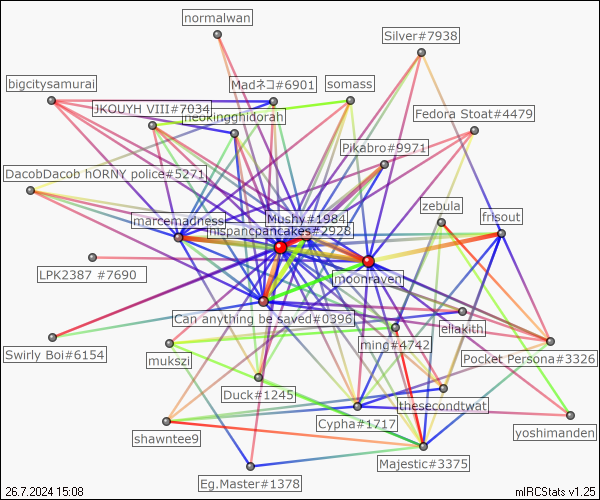 normalwan
Silver#7938
bigcitysamurai
Madネコ#6901
somass
JKOUYH VIII#7034
neokingghidorah
Fedora Stoat#4479
Pikabro#9971
DacobDacob hORNY police#5271
zebula
Mushy#1984
marcemadness
frisout
hispancpancakes#2928
LPK2387 #7690
moonraven
Can anything be saved#0396
eliakith
Swirly Boi#6154
ming#4742
mukszi
Pocket Persona#3326
Duck#1245
thesecondtwat
Cypha#1717
yoshimanden
shawntee9
Majestic#3375
Eg.Master#1378
26.7.2024 15:08
mIRCStats v1.25